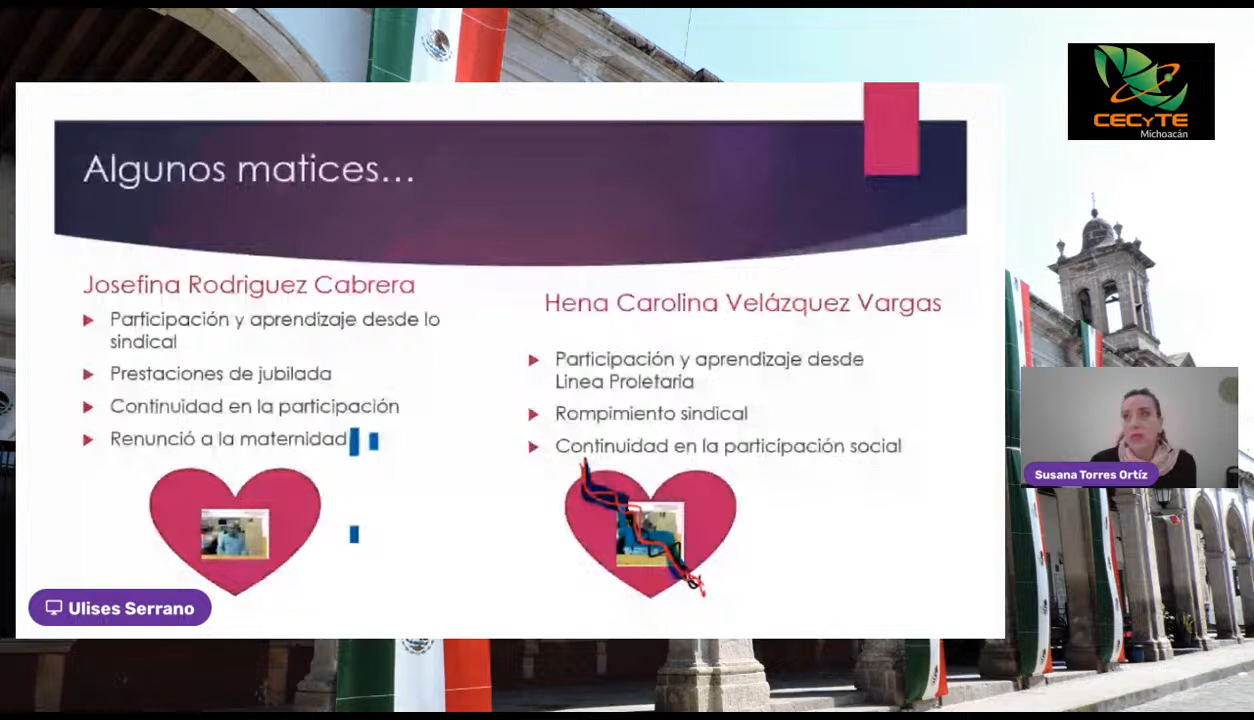 CECyTE
Michoacán
Algunos matices...
Josefina Rodriguez Cabrera
Participación y aprendizaje desde lo
sindical
Prestaciones de jubilada
Continuidad en la participación
Renunció a la maternidad
Hena Carolina Velázquez Vargas
Participación y aprendizaje desde
Linea Proletaria
Rompimiento sindical
Continuidad en la participación social
Susana Torres Ortíz
Ulises Serrano